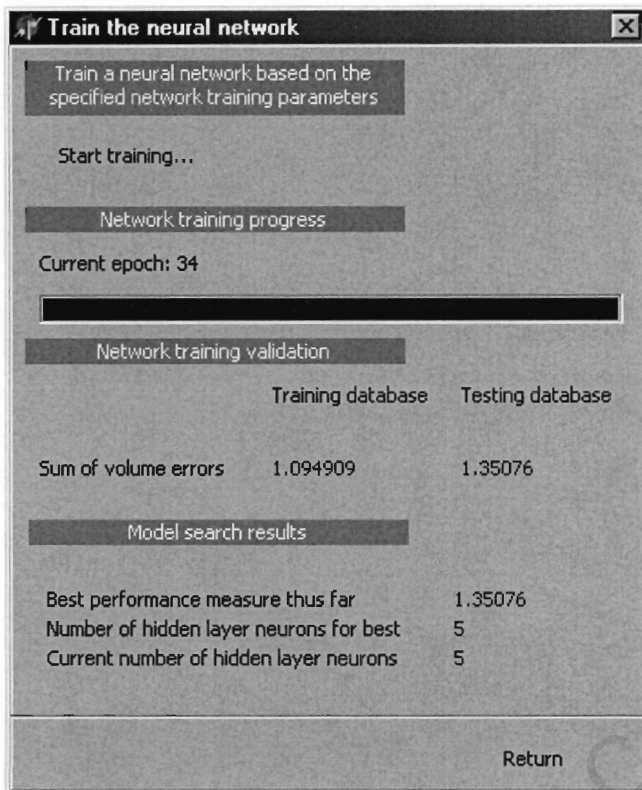 Train the neural network
Train a neural network based on the
specified network training parameters
Start training...
Network training progress
Current epoch: 34
Network training validation
Training database Testing database
Sum of volume errors 1.094909 1.35076
Model search results
Best performance measure thus far 1.35076
Number of hidden layer neurons for best 5
Current number of hidden layer neurons 5
Return